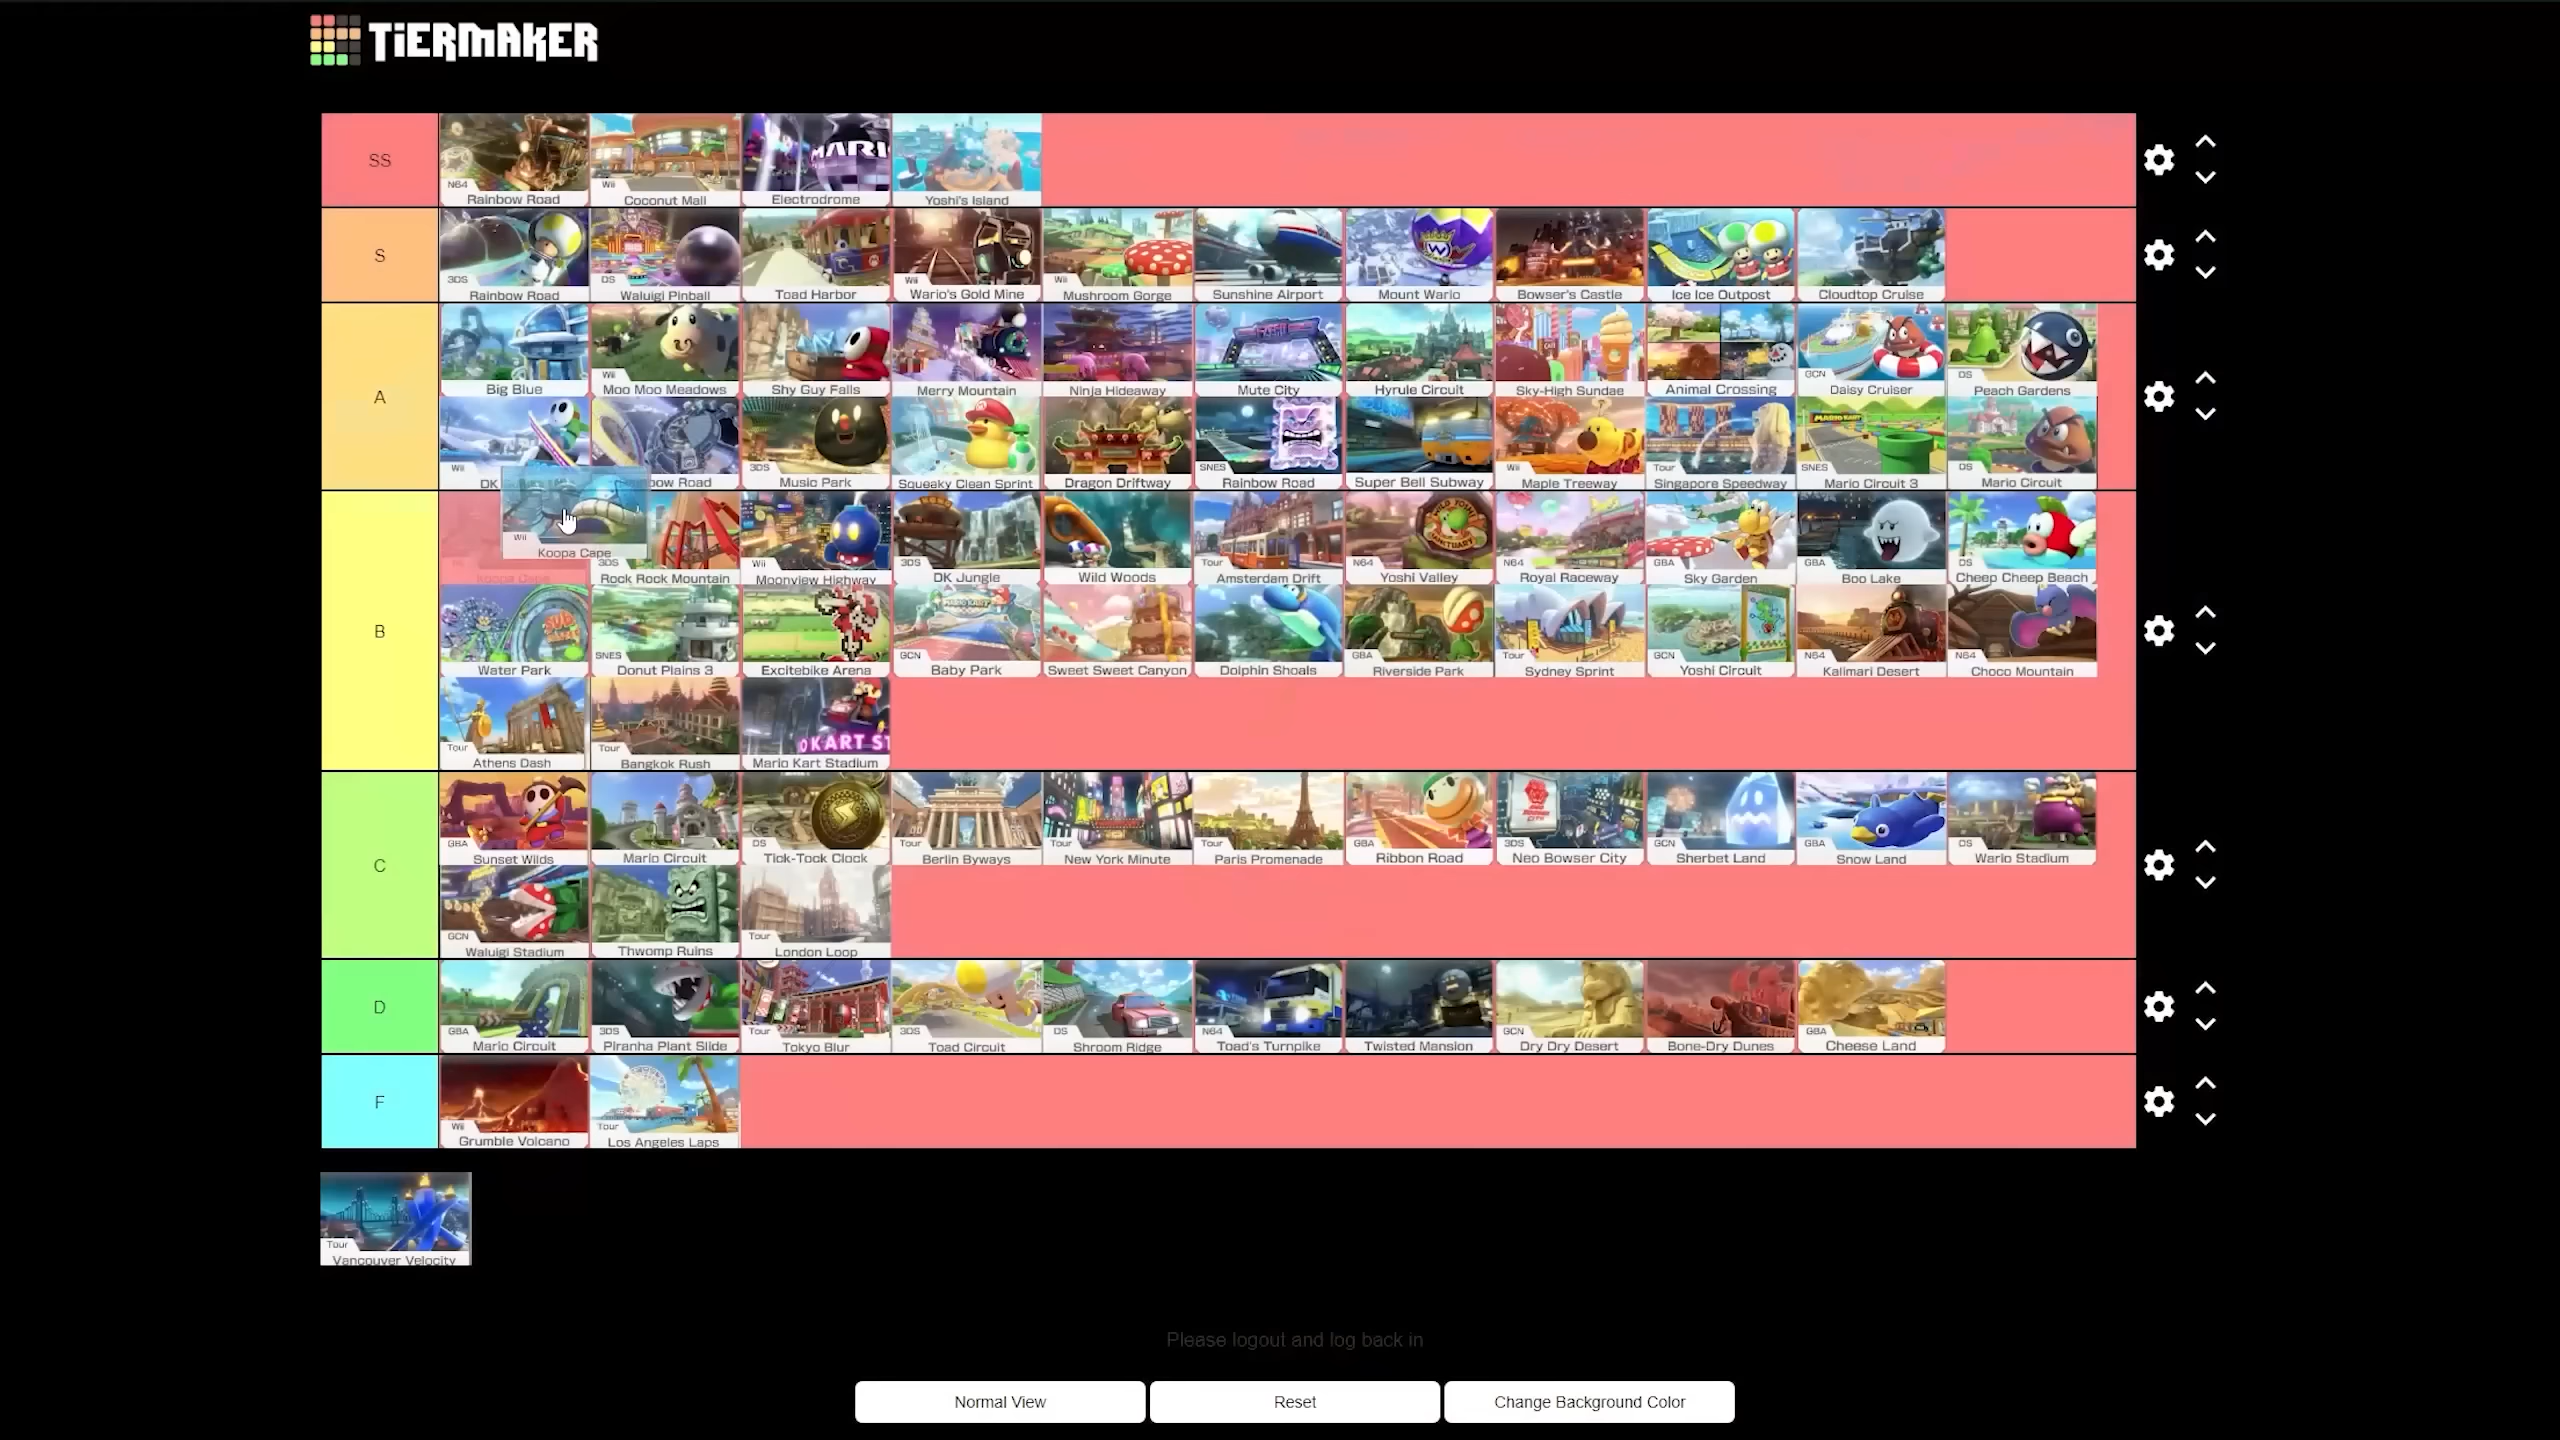 TiERMAKER
SS
N64
Rainbow Road
Wii
Coconut Mall
MARI
Electrodrome
Yoshi's Island
S
3DS
Rainbow Road
DS
Waluigi Pinball
Toad Harbor
Wii
Wario's Gold Mine
Wii
Mushroom Gorge
Sunshine Airport
Mount Wario
Bowser's Castle
Ice Ice Outpost
Cloudtop Cruise
A
Big Blue
Wii
Moo Moo Meadows
Shy Guy Falls
Merry Mountain
Ninja Hideaway
Mute City
Hyrule Circuit
Sky-High Sundae
Animal Crossing
GCN
Daisy Cruiser
DS
Peach Gardens
Wii
DK
bow Road
3DS
Music Park
Squeaky Clean Sprint
Dragon Driftway
SNES
Rainbow Road
Super Bell Subway
Wii
Maple Treeway
Tour
Singapore Speedway
SNES
Mario Circuit 3
DS
Mario Circuit
B
Wii
Koopa Cape
Koopa Cape
3DS
Rock Rock Mountain
Wii
Moonview Highway
3DS
DK Jungle
Wild Woods
Tour
Amsterdam Drift
N64
Yoshi Valley
N64
Royal Raceway
GBA
Sky Garden
GBA
Boo Lake
DS
Cheep Cheep Beach
Water Park
SNES
Donut Plains 3
Excitebike Arena
GCN
Baby Park
Sweet Sweet Canyon
Dolphin Shoals
GBA
Riverside Park
Tour
Sydney Sprint
GCN
Yoshi Circuit
N64
Kalimari Desert
N64
Choco Mountain
Tour
Athens Dash
Tour
Bangkok Rush
OKART ST
Mario Kart Stadium
C
GBA
Sunset Wilds
Mario Circuit
DS
Tick-Tock Clock
Tour
Berlin Byways
Tour
New York Minute
Tour
Paris Promenade
GBA
Ribbon Road
3DS
Neo Bowser City
GCN
Sherbet Land
GBA
Snow Land
DS
Wario Stadium
GCN
Waluigi Stadium
Thwomp Ruins
Tour
London Loop
D
GBA
Mario Circuit
3DS
Piranha Plant Slide
Tour
Tokyo Blur
3DS
Toad Circuit
DS
Shroom Ridge
N64
Toad's Turnpike
Twisted Mansion
GCN
Dry Dry Desert
Bone-Dry Dunes
GBA
Cheese Land
F
Wii
Grumble Volcano
Tour
Los Angeles Laps
Tour
Vancouver Velocity
Please logout and log back in
Normal View
Reset
Change Background Color